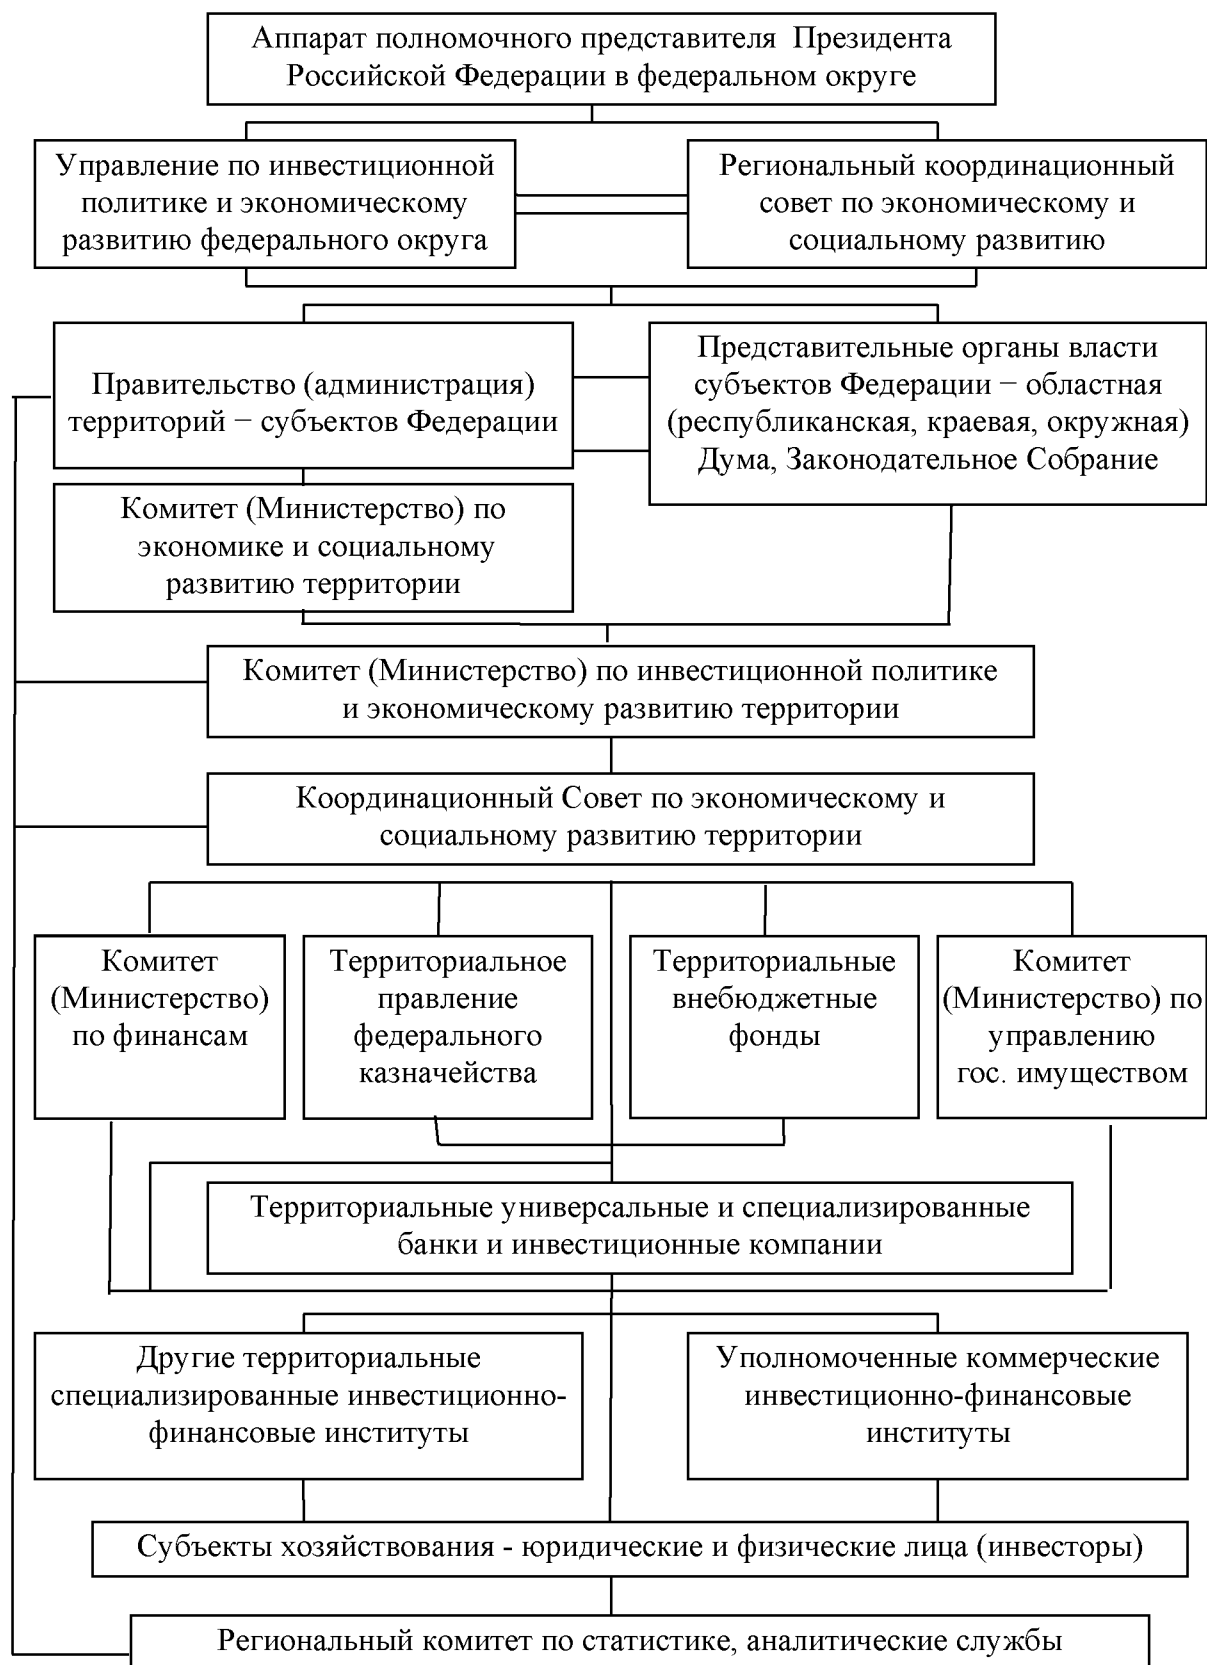 Аппарат полномочного представителя Президента
Российской Федерации в федеральном округе
Управление по инвестиционной
политике и экономическому
развитию федерального округа
Региональный координационный
совет по экономическому и
социальному развитию
Правительство (администрация)
территорий − субъектов Федерации
Представительные органы власти
субъектов Федерации − областная
(республиканская, краевая, окружная)
Дума, Законодательное Собрание
Комитет (Министерство) по
экономике и социальному
развитию территории
Комитет (Министерство) по инвестиционной политике
и экономическому развитию территории
Координационный Совет по экономическому и
социальному развитию территории
Комитет
(Министерство)
по финансам
Территориальное
правление
федерального
казначейства
Территориальные
внебюджетные
фонды
Комитет
(Министерство) по
управлению
гос. имуществом
Территориальные универсальные и специализированные
банки и инвестиционные компании
Другие территориальные
специализированные инвестиционно-
финансовые институты
Уполномоченные коммерческие
инвестиционно-финансовые
институты
Субъекты хозяйствования - юридические и физические лица (инвесторы)
Региональный комитет по статистике, аналитические службы